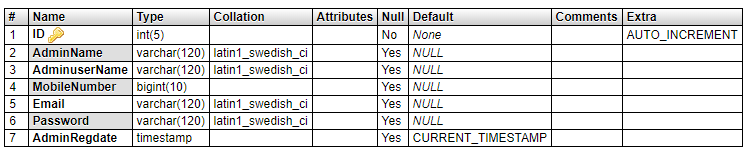 # Name Type Collation Attributes Null Default Comments Extra
1 ID int(5) No None AUTO_INCREMENT
2 AdminName varchar(120) latin1_swedish_ci Yes NULL
3 AdminuserName varchar(120) latin1_swedish_ci Yes NULL
4 MobileNumber bigint(10) Yes NULL
5 Email varchar(120) latin1_swedish_ci Yes NULL
6 Password varchar(120) latin1_swedish_ci Yes NULL
7 AdminRegdate timestamp Yes CURRENT_TIMESTAMP